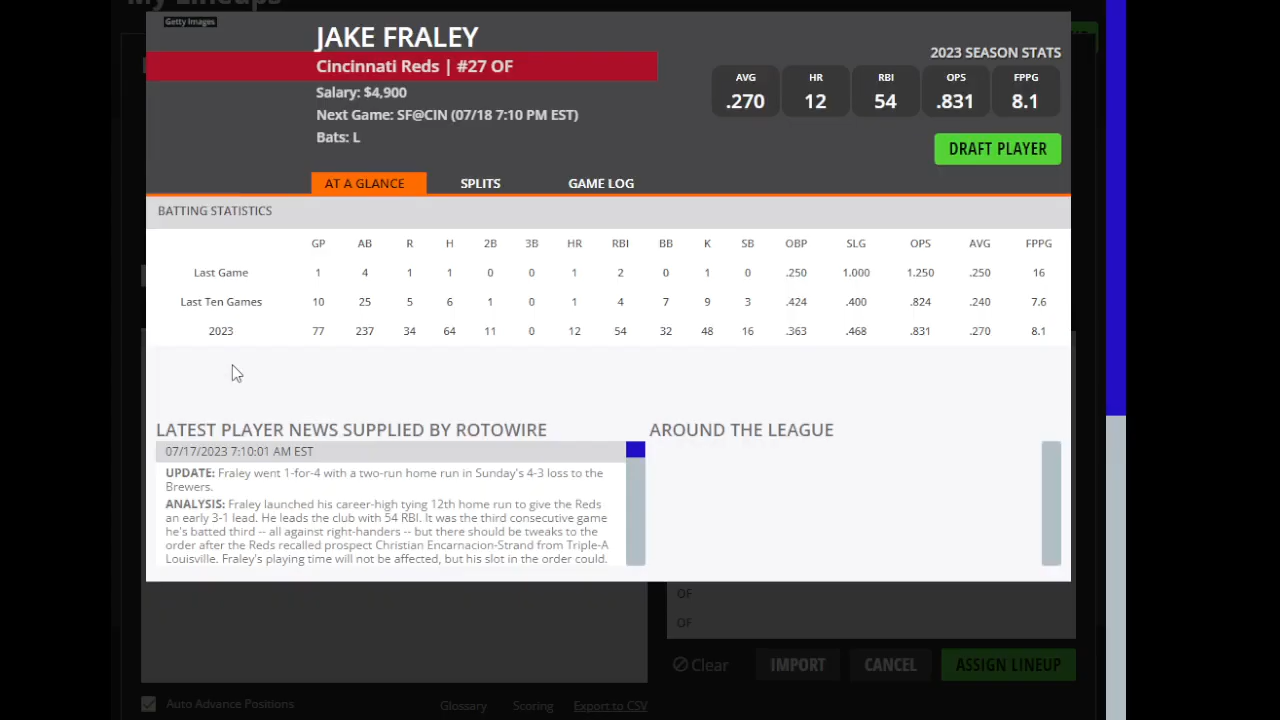 My Lineups
Getty Images
JAKE FRALEY
Cincinnati Reds | #27 OF
Salary: $4,900
Next Game: SF@CIN (07/18 7:10 PM EST)
Bats: L
2023 SEASON STATS
AVG HR RBI OPS FPPG
.270 12 54 .831 8.1
DRAFT PLAYER
AT A GLANCE SPLITS GAME LOG
BATTING STATISTICS
GP AB R H 2B 3B HR RBI BB K SB OBP SLG OPS AVG FPPG
Last Game 1 4 1 1 0 0 1 2 0 1 0 .250 1.000 1.250 .250 16
Last Ten Games 10 25 5 6 1 0 1 4 7 9 3 .424 .400 .824 .240 7.6
2023 77 237 34 64 11 0 12 54 32 48 16 .363 .468 .831 .270 8.1
LATEST PLAYER NEWS SUPPLIED BY ROTOWIRE
07/17/2023 7:10:01 AM EST
UPDATE: Fraley went 1-for-4 with a two-run home run in Sunday's 4-3 loss to the
Brewers.
ANALYSIS: Fraley launched his career-high tying 12th home run to give the Reds
an early 3-1 lead. He leads the club with 54 RBI. It was the third consecutive game
he's batted third -- all against right-handers -- but there should be tweaks to the
order after the Reds recalled prospect Christian Encarnacion-Strand from Triple-A
Louisville. Fraley's playing time will not be affected, but his slot in the order could.
AROUND THE LEAGUE
OF
OF
Clear IMPORT CANCEL ASSIGN LINEUP
Auto Advance Positions Glossary Scoring Export to CSV